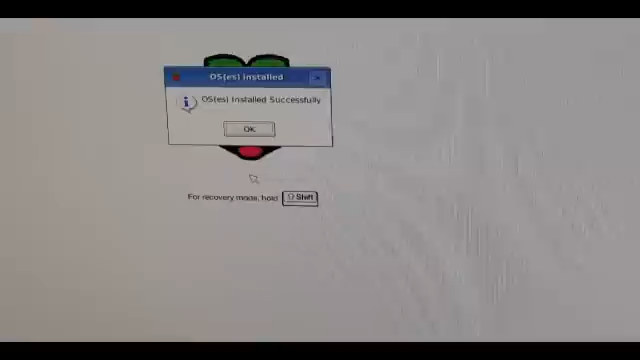 OS(es) Installed
OS(es) Installed Successfully
OK
For recovery mode, hold Shift